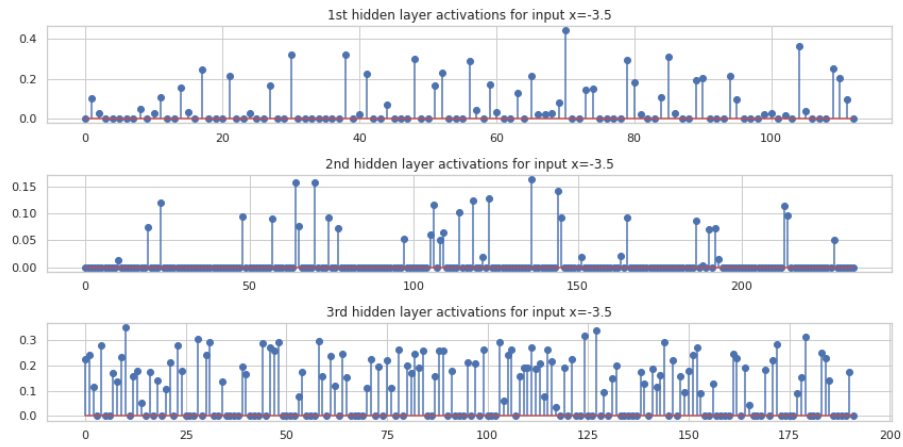 1st hidden layer activations for input x=-3.5
0.4
0.2
0.0
0 20 40 60 80 100
2nd hidden layer activations for input x=-3.5
0.15
0.10
0.05
0.00
0 50 100 150 200
3rd hidden layer activations for input x=-3.5
0.3
0.2
0.1
0.0
0 25 50 75 100 125 150 175 200